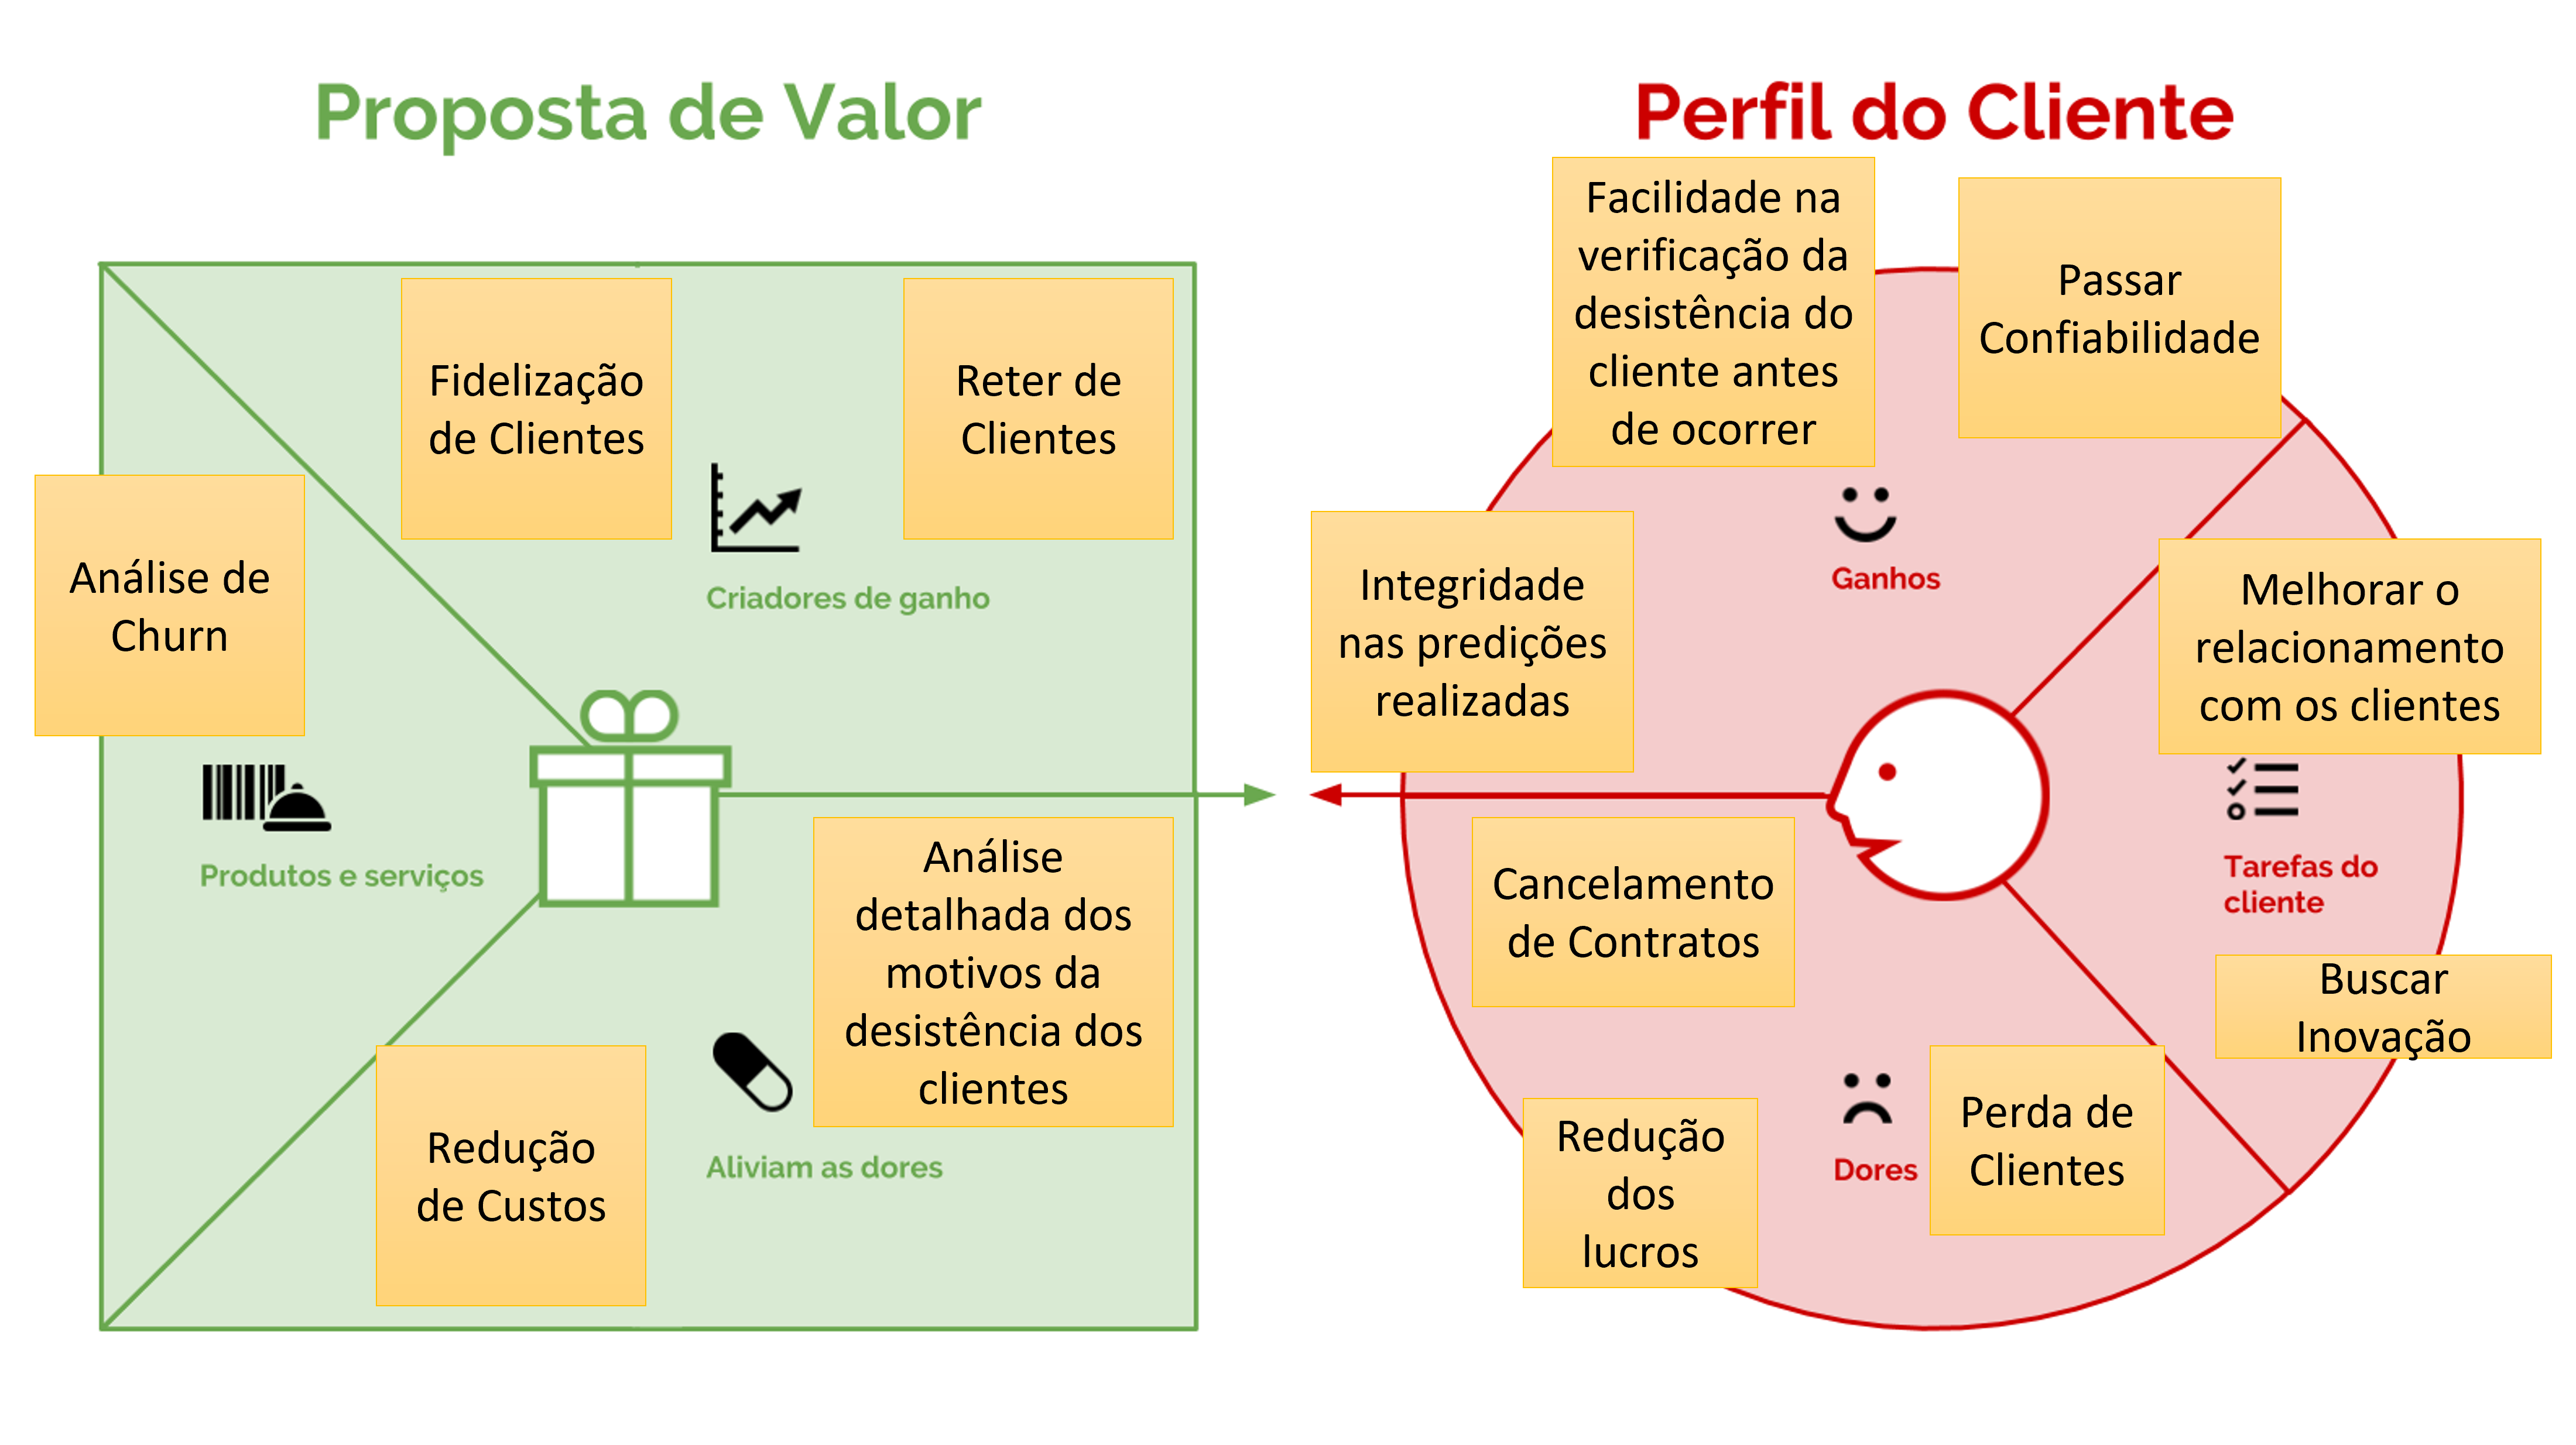 Proposta de Valor
Fidelização
de Clientes
Reter de
Clientes
Criadores de ganho
Análise de
Churn
Produtos e serviços
Análise
detalhada dos
motivos da
desistência dos
clientes
Aliviam as dores
Redução
de Custos
Perfil do Cliente
Facilidade na
verificação da
desistência do
cliente antes
de ocorrer
Passar
Confiabilidade
Integridade
nas predições
realizadas
Ganhos
Melhorar o
relacionamento
com os clientes
Tarefas do
cliente
Buscar
Inovação
Cancelamento
de Contratos
Redução
dos
lucros
Dores
Perda de
Clientes